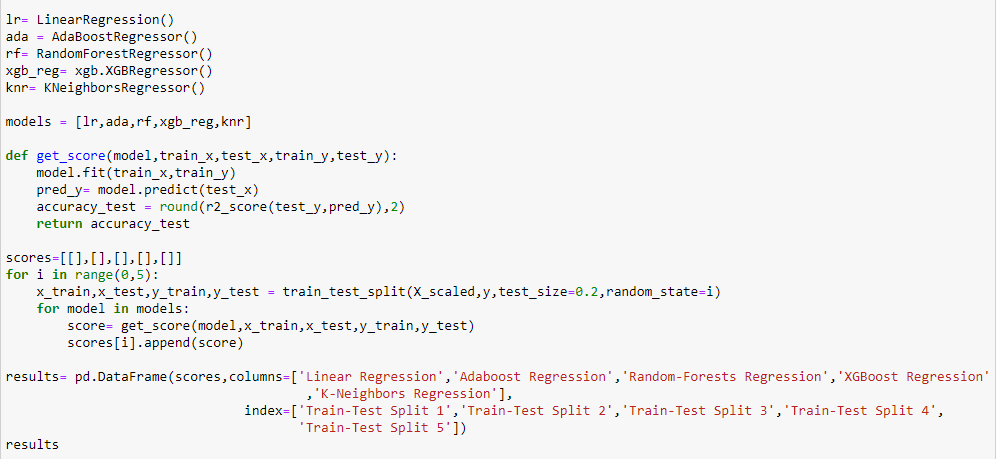 lr= LinearRegression()
ada = AdaBoostRegressor()
rf= RandomForestRegressor()
xgb_reg= xgb.XGBRegressor()
knr= KNeighborsRegressor()

models = [lr,ada,rf,xgb_reg,knr]

def get_score(model,train_x,test_x,train_y,test_y):
    model.fit(train_x,train_y)
    pred_y= model.predict(test_x)
    accuracy_test = round(r2_score(test_y,pred_y),2)
    return accuracy_test

scores=[[],[],[],[],[]]
for i in range(0,5):
    x_train,x_test,y_train,y_test = train_test_split(X_scaled,y,test_size=0.2,random_state=i)
    for model in models:
        score= get_score(model,x_train,x_test,y_train,y_test)
        scores[i].append(score)

results= pd.DataFrame(scores,columns=['Linear Regression','Adaboost Regression','Random-Forests Regression','XGBoost Regression'
                                       ,'K-Neighbors Regression'],
                               index=['Train-Test Split 1','Train-Test Split 2','Train-Test Split 3','Train-Test Split 4',
                                      'Train-Test Split 5'])
results